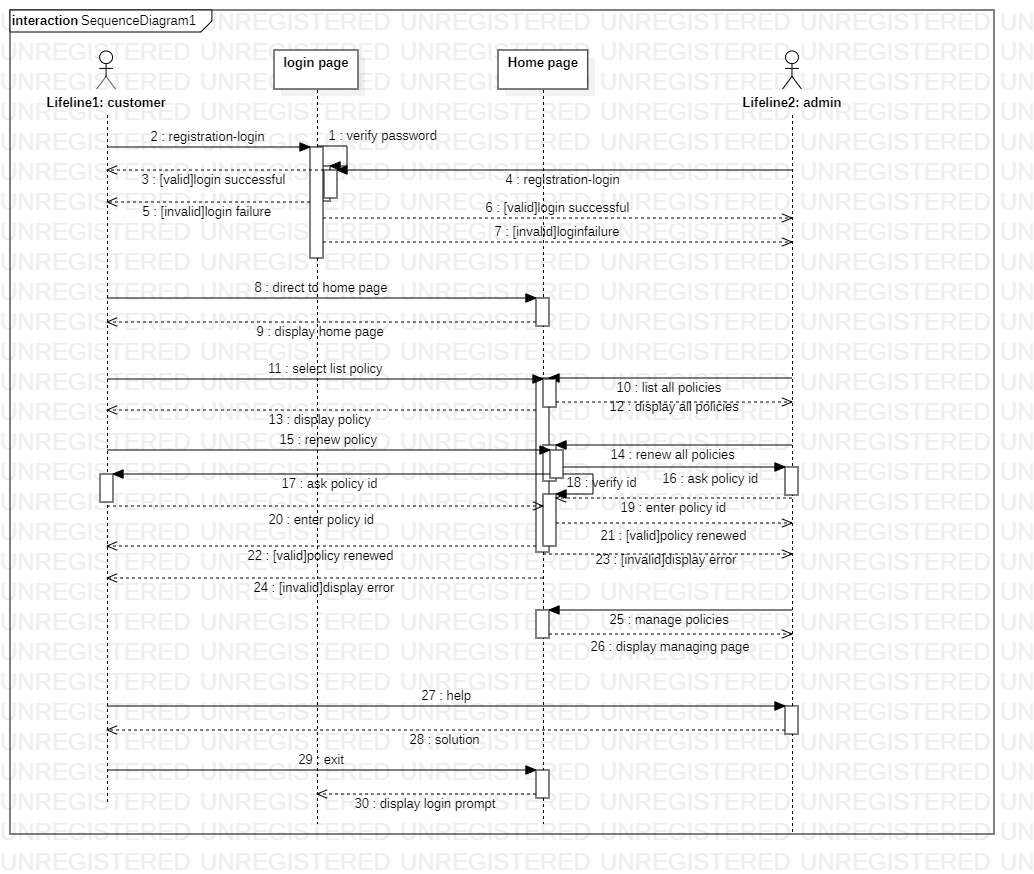 interaction SequenceDiagram1
login page
Home page
Lifeline1: customer
Lifeline2: admin
2 : registration-login
1 : verify password
3 : [valid]login successful
4 : registration-login
5 : [invalid]login failure
6 : [valid]login successful
7 : [invalid]loginfailure
8 : direct to home page
9 : display home page
11 : select list policy
10 : list all policies
12 : display all policies
13 : display policy
15 : renew policy
14 : renew all policies
17 : ask policy id
18 : verify id
16 : ask policy id
19 : enter policy id
20 : enter policy id
21 : [valid]policy renewed
22 : [valid]policy renewed
23 : [invalid]display error
24 : [invalid]display error
25 : manage policies
26 : display managing page
27 : help
28 : solution
29 : exit
30 : display login prompt
UNREGISTERED